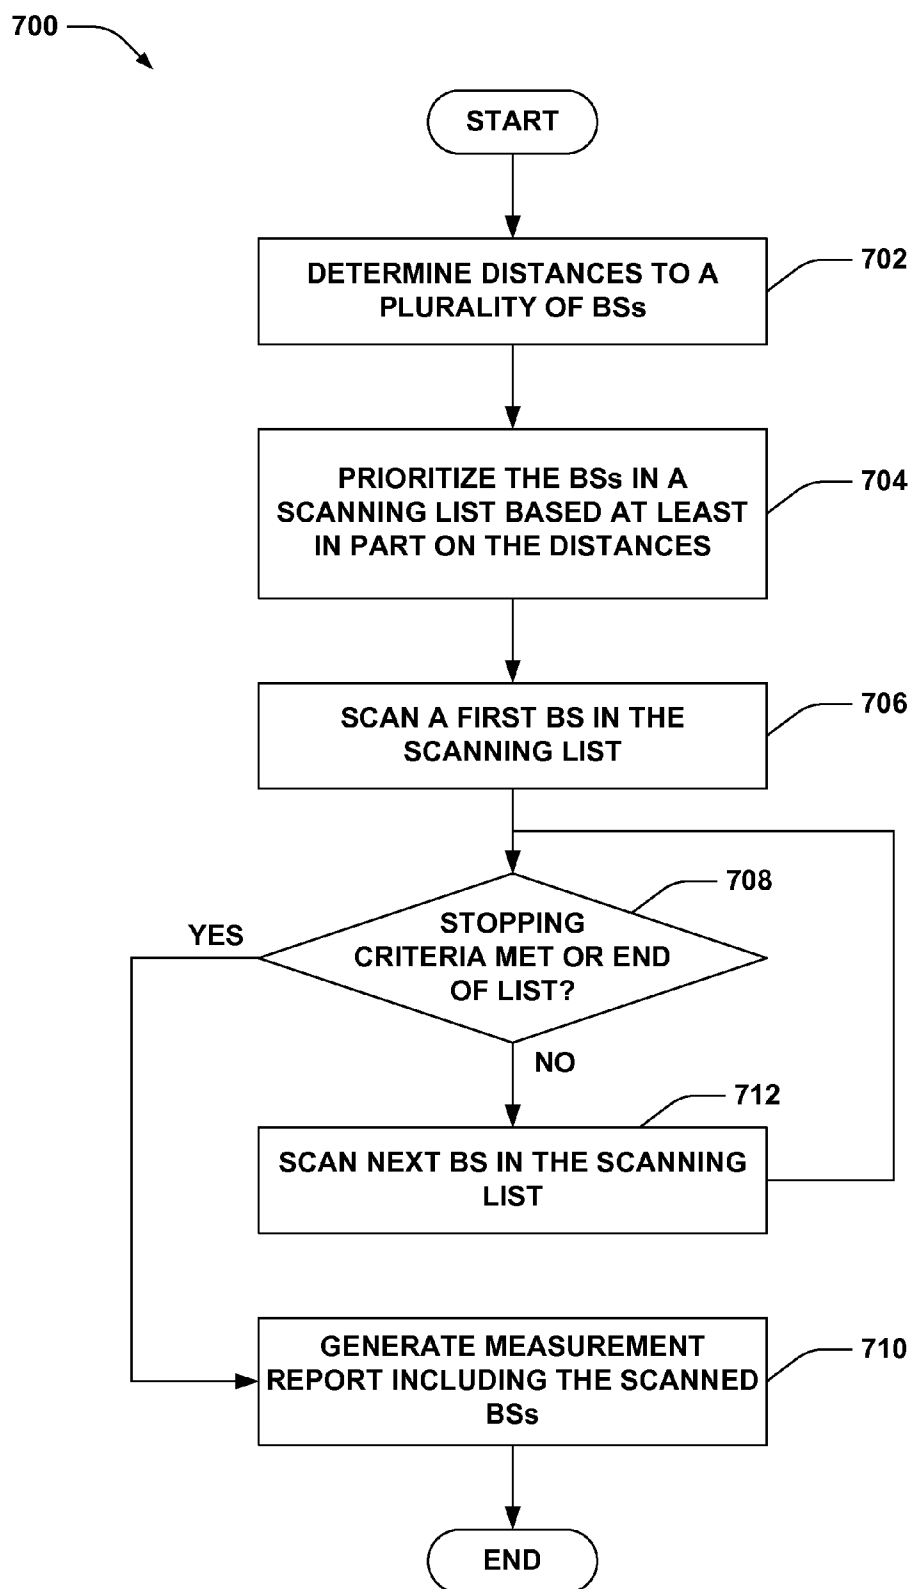 700
START
DETERMINE DISTANCES TO A
PLURALITY OF BSs
702
PRIORITIZE THE BSs IN A
SCANNING LIST BASED AT LEAST
IN PART ON THE DISTANCES
704
SCAN A FIRST BS IN THE
SCANNING LIST
706
STOPPING
CRITERIA MET OR END
OF LIST?
708
YES
NO
712
SCAN NEXT BS IN THE SCANNING
LIST
GENERATE MEASUREMENT
REPORT INCLUDING THE SCANNED
BSs
710
END